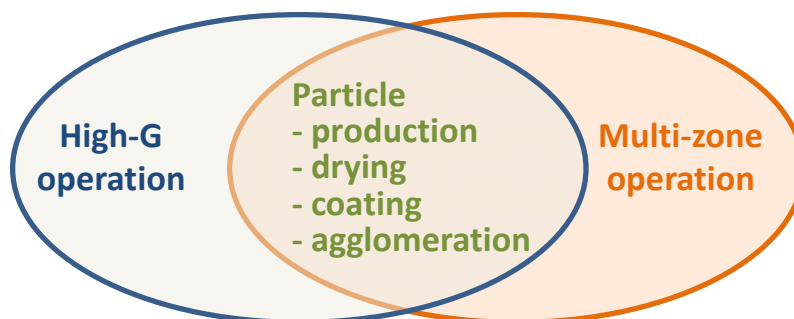 High-G
operation
Particle
- production
- drying
- coating
- agglomeration
Multi-zone
operation